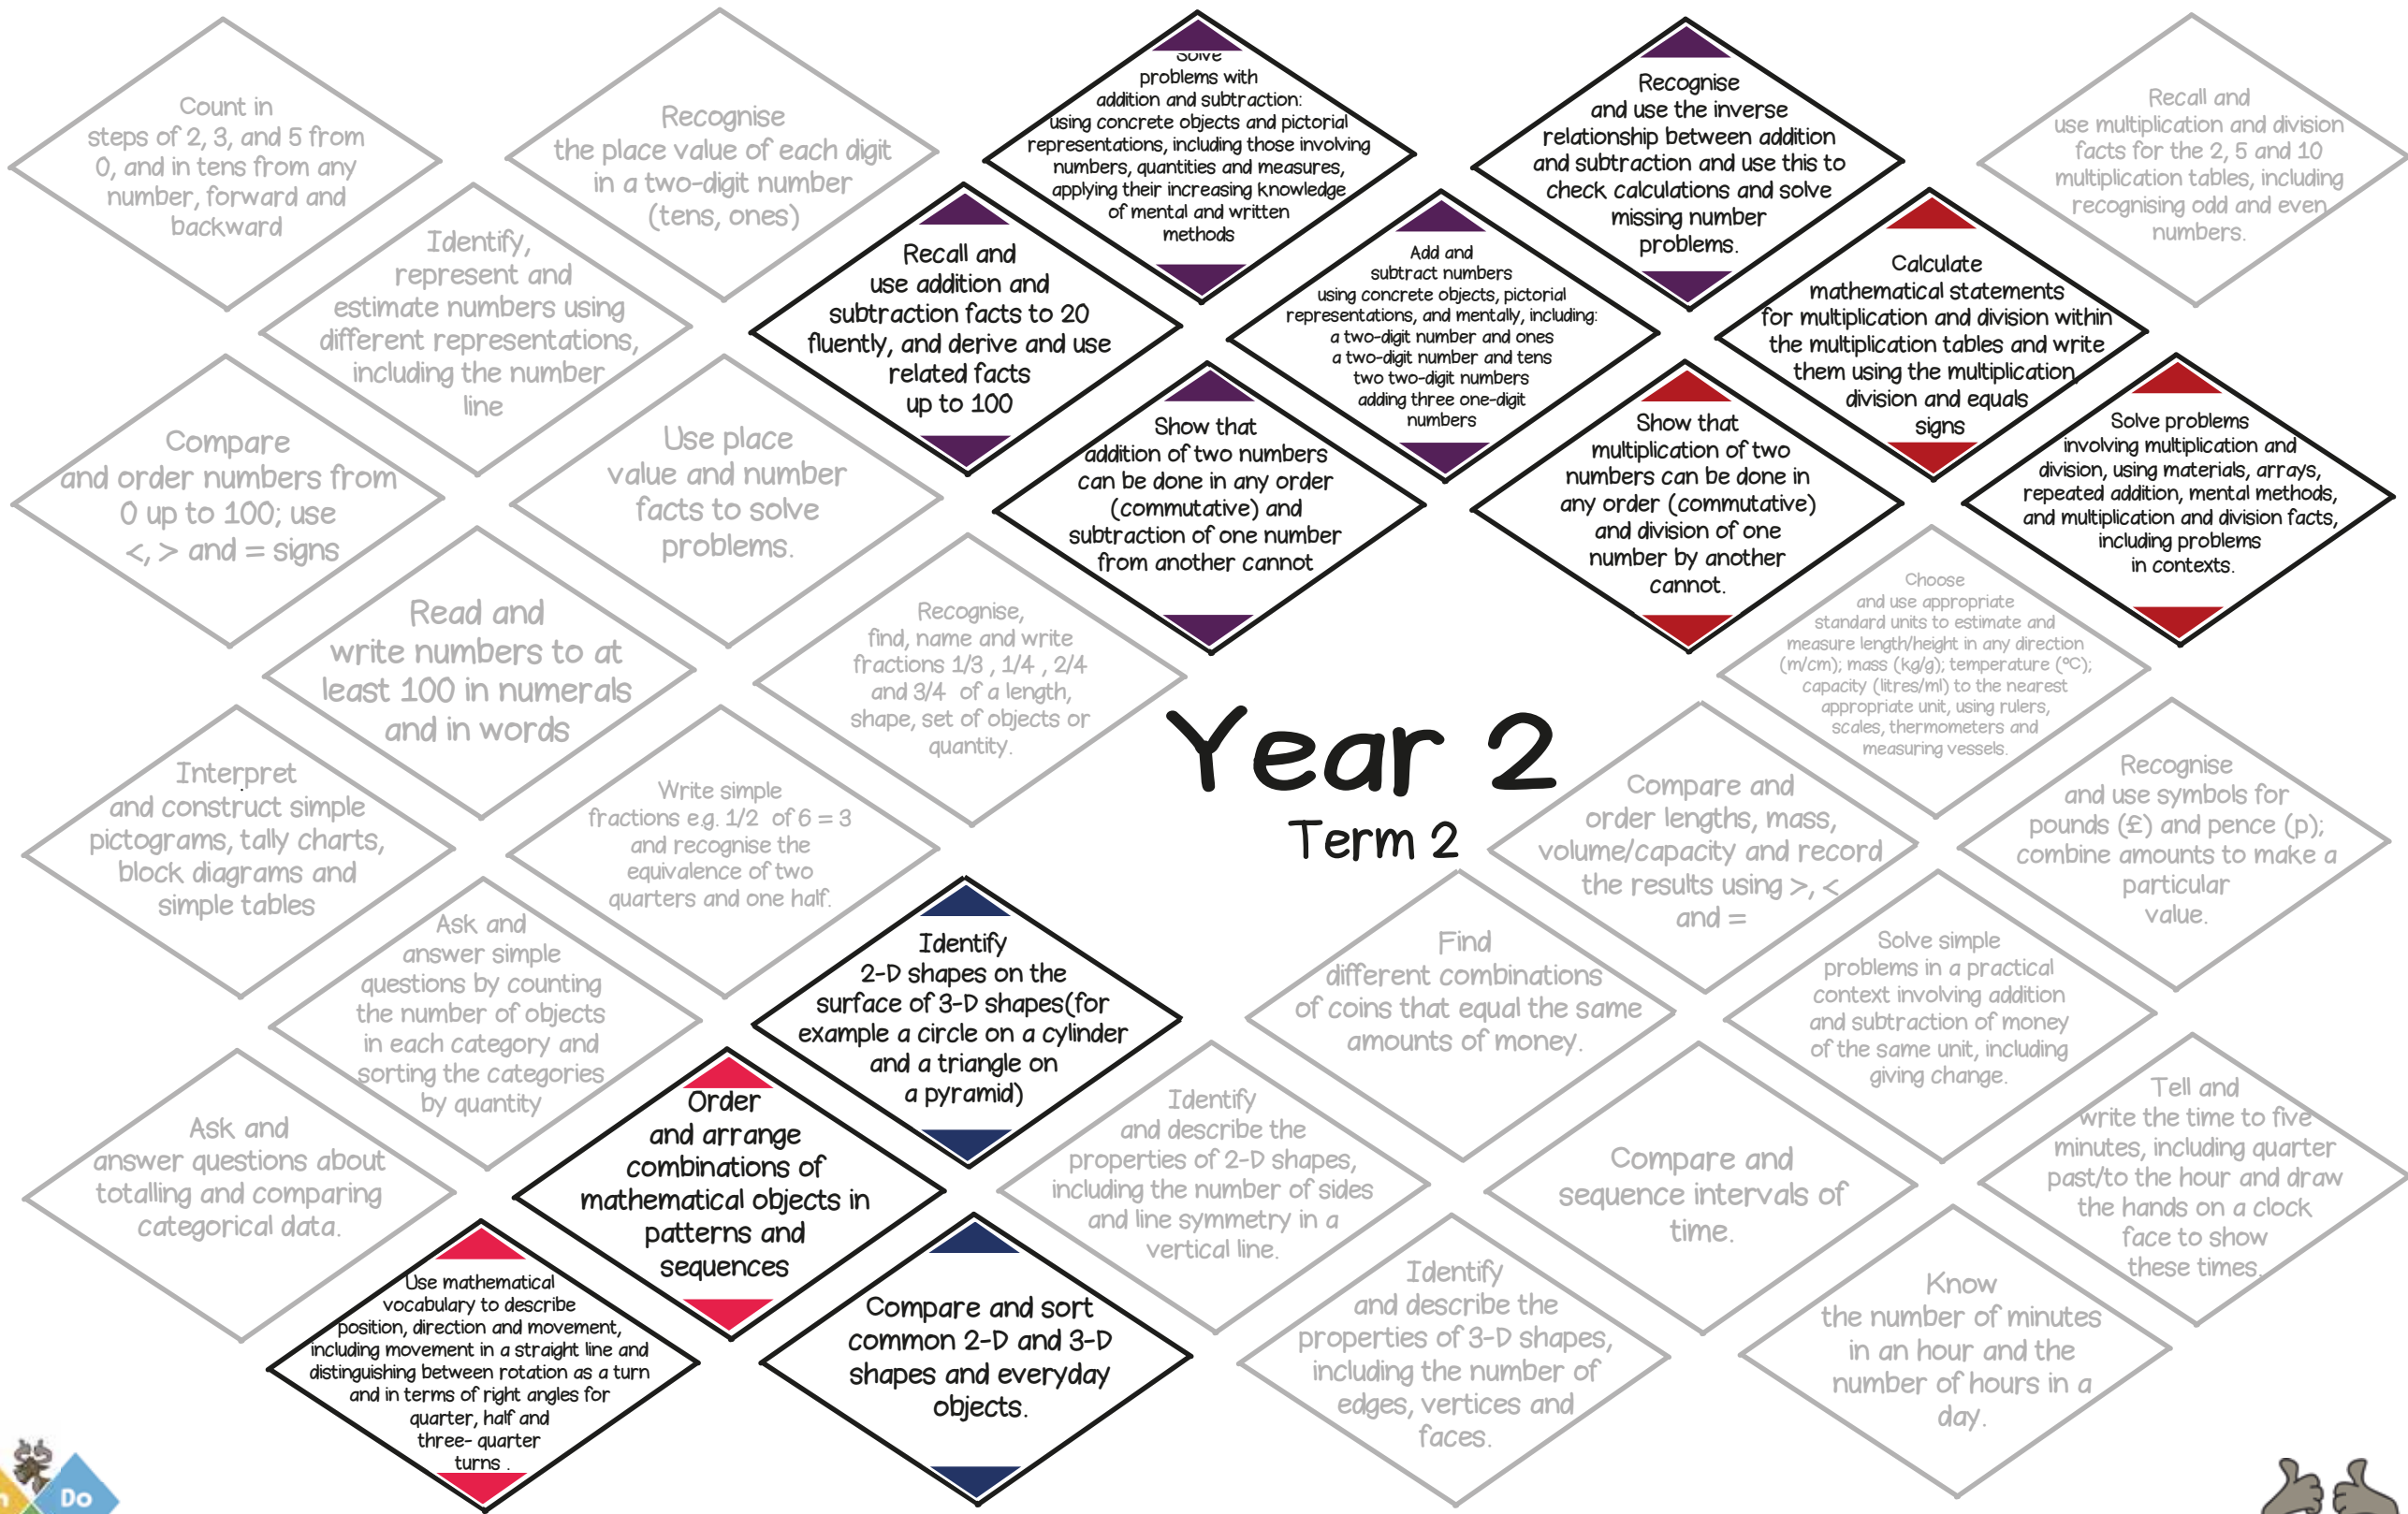 Count in
steps of 2, 3, and 5 from
0, and in tens from any
number, forward and
backward
Recognise
the place value of each digit
in a two-digit number
(tens, ones)
Solve
problems with
addition and subtraction:
using concrete objects and pictorial
representations, including those involving
numbers, quantities and measures,
applying their increasing knowledge
of mental and written
methods
Recognise
and use the inverse
relationship between addition
and subtraction and use this to
check calculations and solve
missing number
problems.
Recall and
use multiplication and division
facts for the 2, 5 and 10
multiplication tables, including
recognising odd and even
numbers.
Identify,
represent and
estimate numbers using
different representations,
including the number
line
Recall and
use addition and
subtraction facts to 20
fluently, and derive and use
related facts
up to 100
Add and
subtract numbers
using concrete objects, pictorial
representations, and mentally, including:
a two-digit number and ones
a two-digit number and tens
two two-digit numbers
adding three one-digit
numbers
Calculate
mathematical statements
for multiplication and division within
the multiplication tables and write
them using the multiplication,
division and equals
signs
Compare
and order numbers from
0 up to 100; use
<, > and = signs
Use place
value and number
facts to solve
problems.
Show that
addition of two numbers
can be done in any order
(commutative) and
subtraction of one number
from another cannot
Show that
multiplication of two
numbers can be done in
any order (commutative)
and division of one
number by another
cannot.
Solve problems
involving multiplication and
division, using materials, arrays,
repeated addition, mental methods,
and multiplication and division facts,
including problems
in contexts.
Read and
write numbers to at
least 100 in numerals
and in words
Recognise,
find, name and write
fractions 1/3 , 1/4 , 2/4
and 3/4 of a length,
shape, set of objects or
quantity.
Choose
and use appropriate
standard units to estimate and
measure length/height in any direction
(m/cm); mass (kg/g); temperature (°C);
capacity (litres/ml) to the nearest
appropriate unit, using rulers,
scales, thermometers and
measuring vessels.
Year 2
Term 2
Interpret
and construct simple
pictograms, tally charts,
block diagrams and
simple tables
Write simple
fractions e.g. 1/2 of 6 = 3
and recognise the
equivalence of two
quarters and one half.
Compare and
order lengths, mass,
volume/capacity and record
the results using >, <
and =
Recognise
and use symbols for
pounds (£) and pence (p);
combine amounts to make a
particular
value.
Ask and
answer simple
questions by counting
the number of objects
in each category and
sorting the categories
by quantity
Identify
2-D shapes on the
surface of 3-D shapes(for
example a circle on a cylinder
and a triangle on
a pyramid)
Find
different combinations
of coins that equal the same
amounts of money.
Solve simple
problems in a practical
context involving addition
and subtraction of money
of the same unit, including
giving change.
Ask and
answer questions about
totalling and comparing
categorical data.
Order
and arrange
combinations of
mathematical objects in
patterns and
sequences
Identify
and describe the
properties of 2-D shapes,
including the number of sides
and line symmetry in a
vertical line.
Compare and
sequence intervals of
time.
Tell and
write the time to five
minutes, including quarter
past/to the hour and draw
the hands on a clock
face to show
these times.
Use mathematical
vocabulary to describe
position, direction and movement,
including movement in a straight line and
distinguishing between rotation as a turn
and in terms of right angles for
quarter, half and
three- quarter
turns .
Compare and sort
common 2-D and 3-D
shapes and everyday
objects.
Identify
and describe the
properties of 3-D shapes,
including the number of
edges, vertices and
faces.
Know
the number of minutes
in an hour and the
number of hours in a
day.
Do